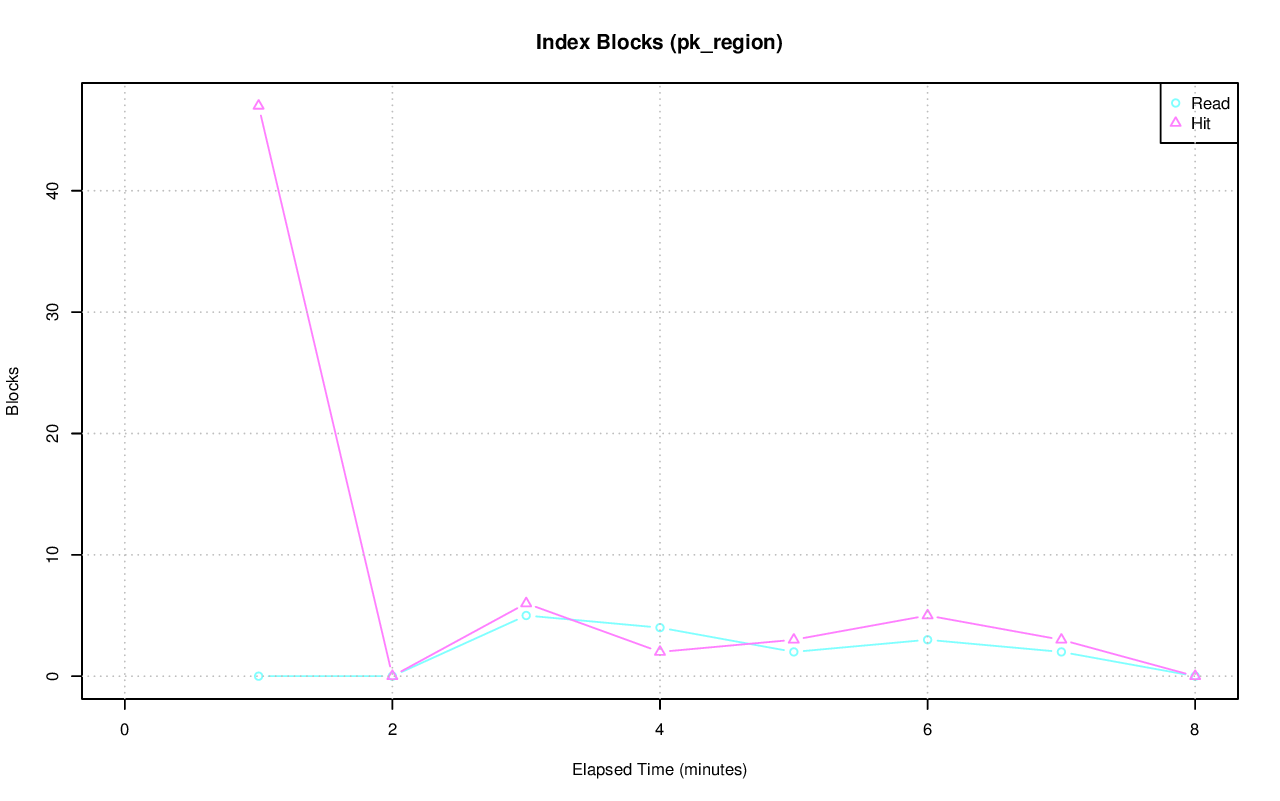 Index Blocks (pk_region)
Read
Hit
Blocks
40
30
20
10
0
0 2 4 6 8
Elapsed Time (minutes)